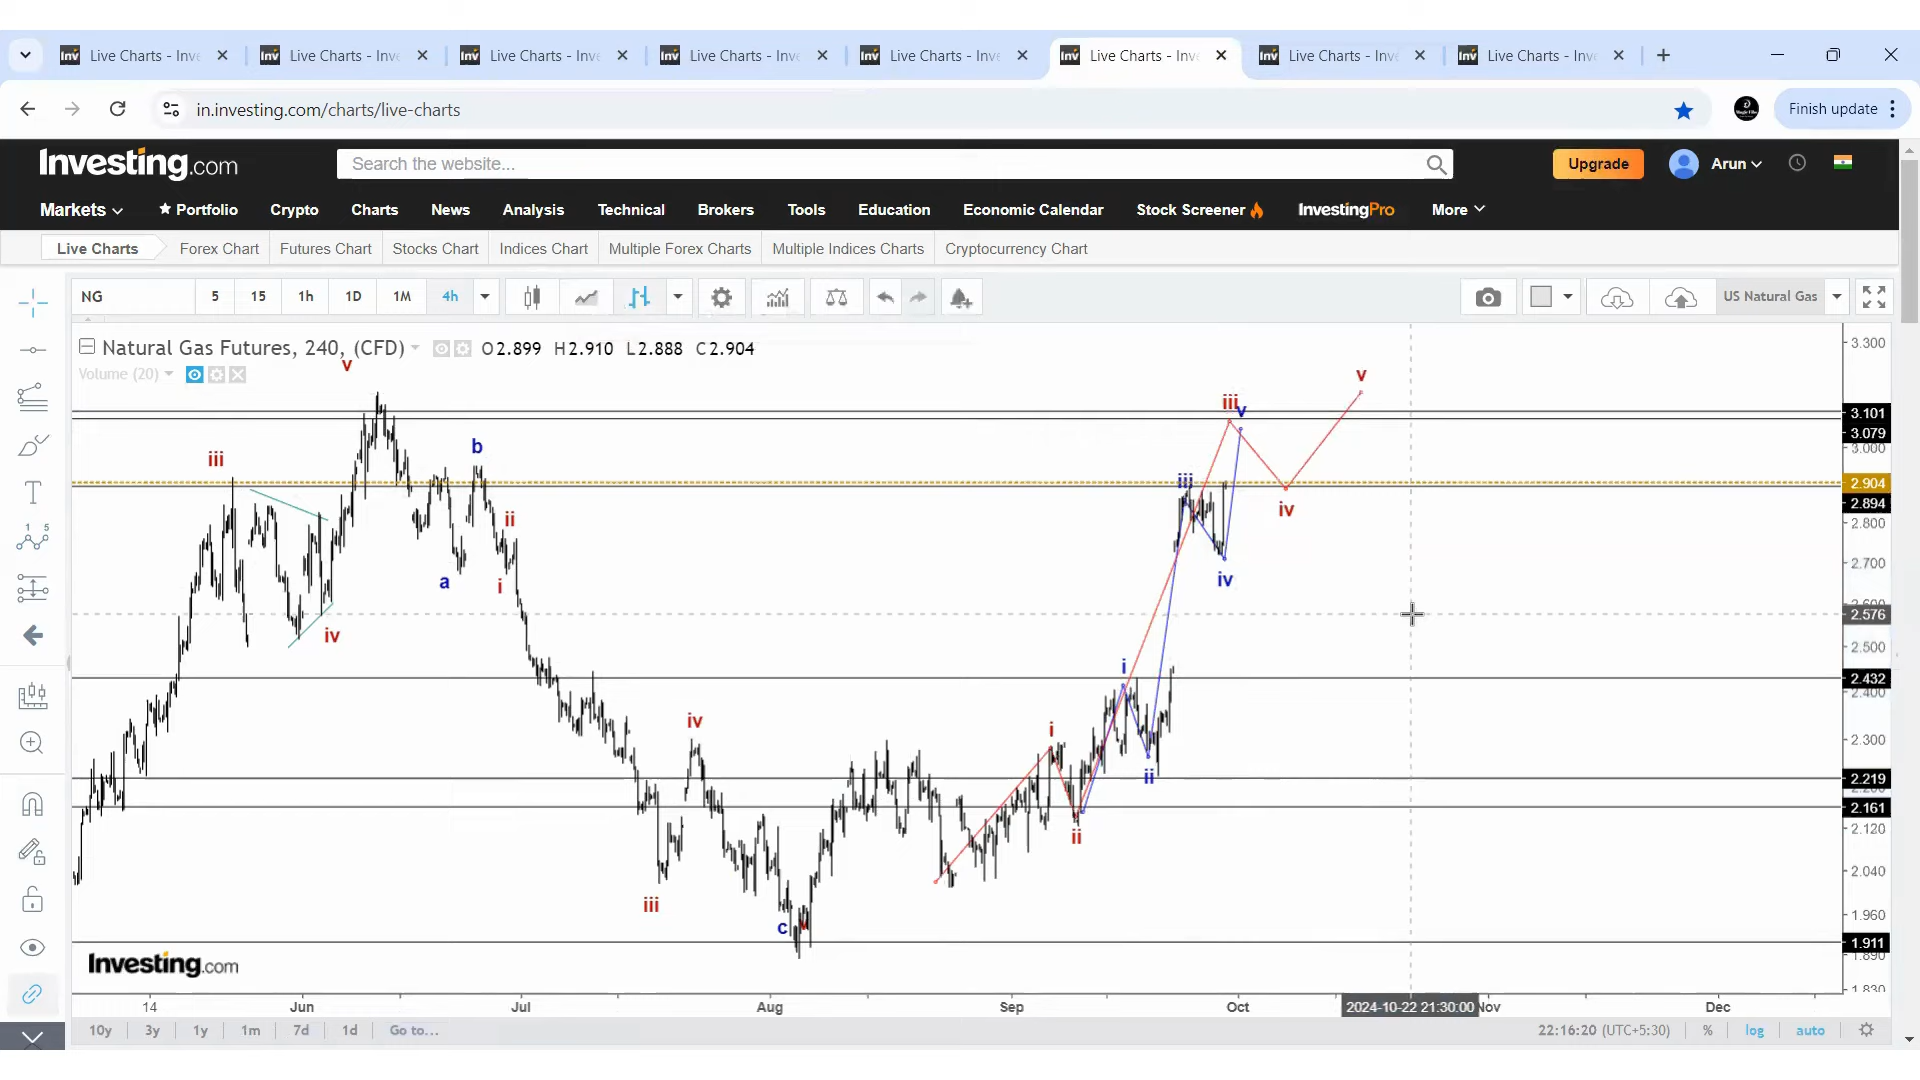 Live Charts - Inve
Live Charts - Inve
Live Charts - Inve
Live Charts - Inve
Live Charts - Inve
Live Charts - Inve
Live Charts - Inve
Live Charts - Inve
in.investing.com/charts/live-charts
Finish update
Investing.com
Search the website...
Upgrade
Arun
Markets
Portfolio
Crypto
Charts
News
Analysis
Technical
Brokers
Tools
Education
Economic Calendar
Stock Screener
InvestingPro
More
Live Charts
Forex Chart
Futures Chart
Stocks Chart
Indices Chart
Multiple Forex Charts
Multiple Indices Charts
Cryptocurrency Chart
NG
5
15
1h
1D
1M
4h
US Natural Gas
Natural Gas Futures, 240, (CFD)
O2.899 H2.910 L2.888 C2.904
Volume (20)
v
iii
iv
b
a
ii
i
iii
iv
c
v
i
ii
i
ii
iii
iv
iii
v
iv
v
3.300
3.101
3.079
3.000
2.904
2.894
2.800
2.700
2.576
2.500
2.432
2.400
2.300
2.219
2.161
2.120
2.040
1.960
1.911
1.890
1.830
Investing.com
14
Jun
Jul
Aug
Sep
Oct
2024-10-22 21:30:00
Nov
Dec
10y
3y
1y
1m
7d
1d
Go to...
22:16:20 (UTC+5:30)
%
log
auto